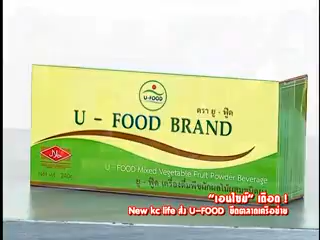 U-FOOD
ตรา ยู - ฟู๊ด
U - FOOD BRAND
U - FOOD Mixed Vegetable Fruit Powder Beverage
"เอนไซม์" เดือด !
New kc life ส่ง U-FOOD ยึดตลาดเครือข่าย